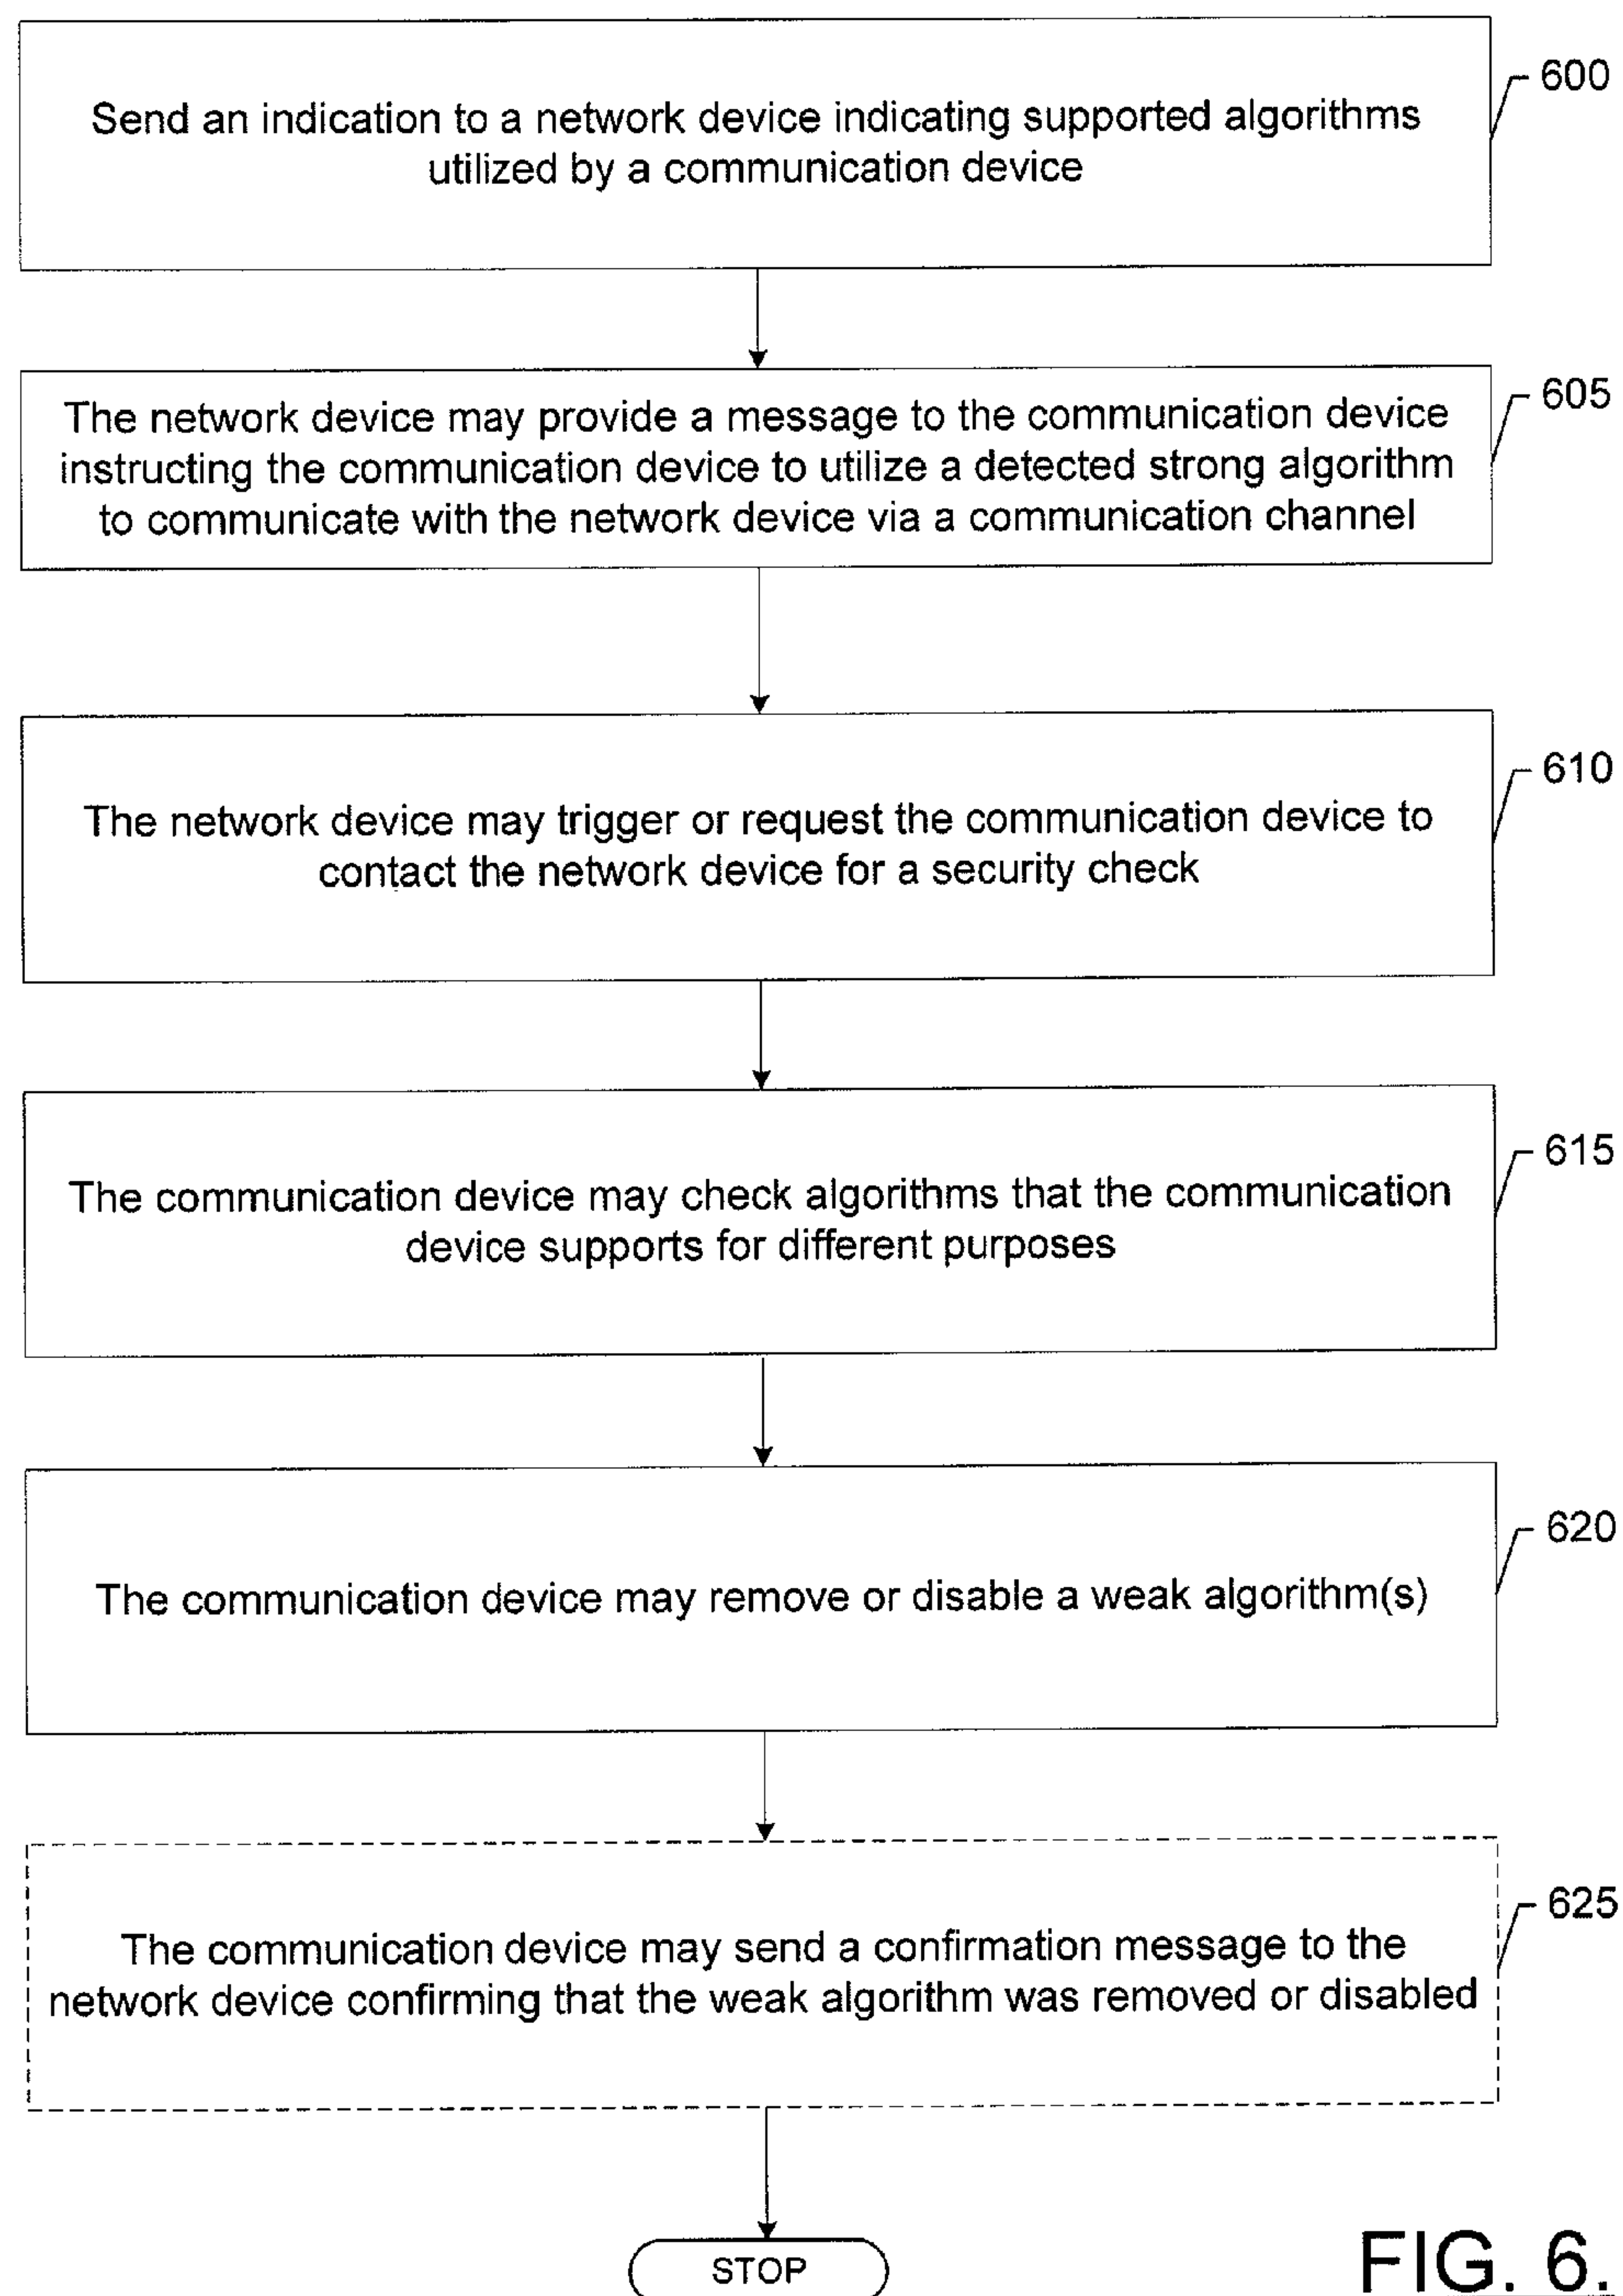 Send an indication to a network device indicating supported algorithms
utilized by a communication device
600
The network device may provide a message to the communication device
instructing the communication device to utilize a detected strong algorithm
to communicate with the network device via a communication channel
605
The network device may trigger or request the communication device to
contact the network device for a security check
610
The communication device may check algorithms that the communication
device supports for different purposes
615
The communication device may remove or disable a weak algorithm(s)
620
The communication device may send a confirmation message to the
network device confirming that the weak algorithm was removed or disabled
625
STOP
FIG. 6.